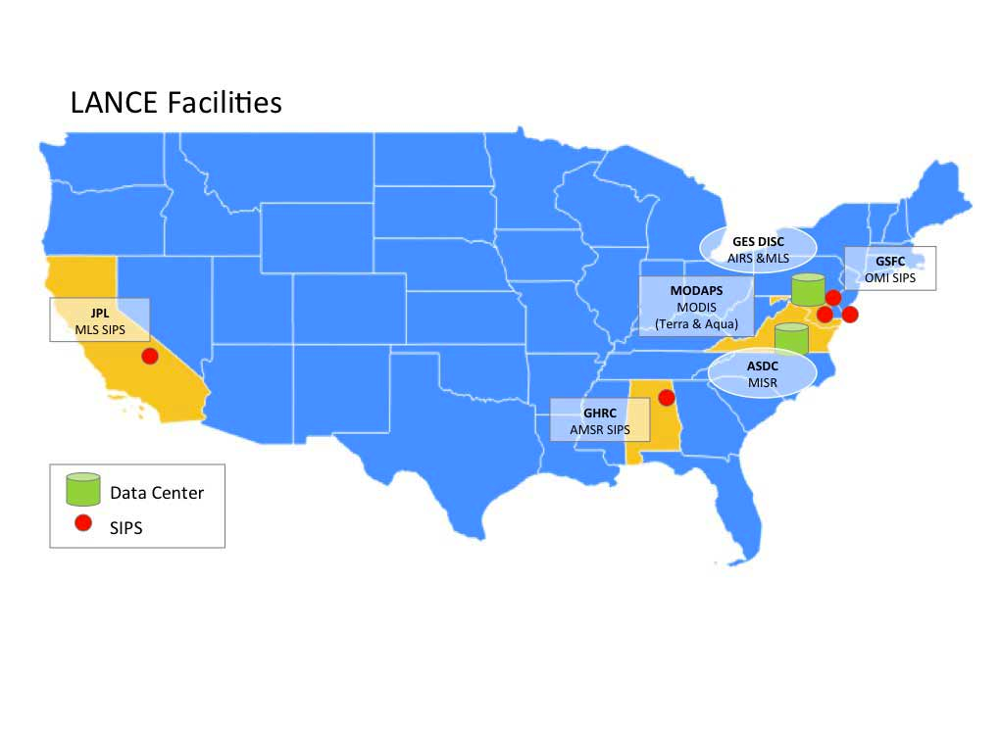 LANCE Facilities
GES DISC
AIRS &MLS
GSFC
OMI SIPS
MODAPS
MODIS
(Terra & Aqua)
JPL
MLS SIPS
ASDC
MISR
GHRC
AMSR SIPS
Data Center
SIPS